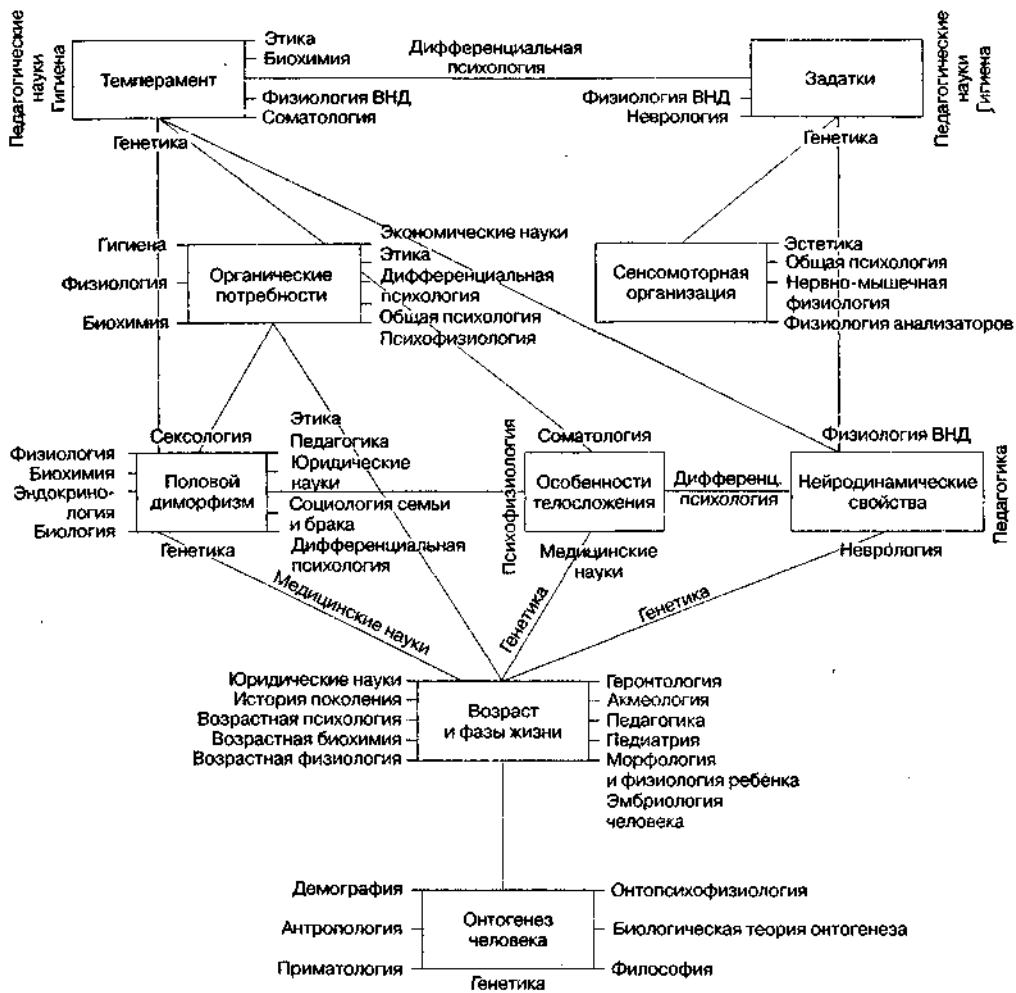 Педагогические
науки
Гигиена
Темперамент
Этика
Биохимия
Физиология ВНД
Соматология
Генетика
Дифференциальная
психология
Задатки
Физиология ВНД
Неврология
Генетика
Педагогические
науки
Гигиена
Гигиена
Физиология
Биохимия
Органические
потребности
Экономические науки
Этика
Дифференциальная
психология
Общая психология
Психофизиология
Сенсомоторная
организация
Эстетика
Общая психология
Нервно-мышечная
физиология
Физиология анализаторов
Сексология
Физиология
Биохимия
Эндокрино-
логия
Биология
Половой
диморфизм
Генетика
Этика
Педагогика
Юридические
науки
Социология семьи
и брака
Дифференциальная
психология
Психофизиология
Соматология
Особенности
телосложения
Медицинские
науки
Дифференц.
психология
Физиология ВНД
Нейродинамические
свойства
Неврология
Педагогика
Медицинские науки
Генетика
Генетика
Юридические науки
История поколения
Возрастная психология
Возрастная биохимия
Возрастная физиология
Возраст
и фазы жизни
Геронтология
Акмеология
Педагогика
Педиатрия
Морфология
и физиология ребёнка
Эмбриология
человека
Демография
Антропология
Приматология
Онтогенез
человека
Генетика
Онтопсихофизиология
Биологическая теория онтогенеза
Философия